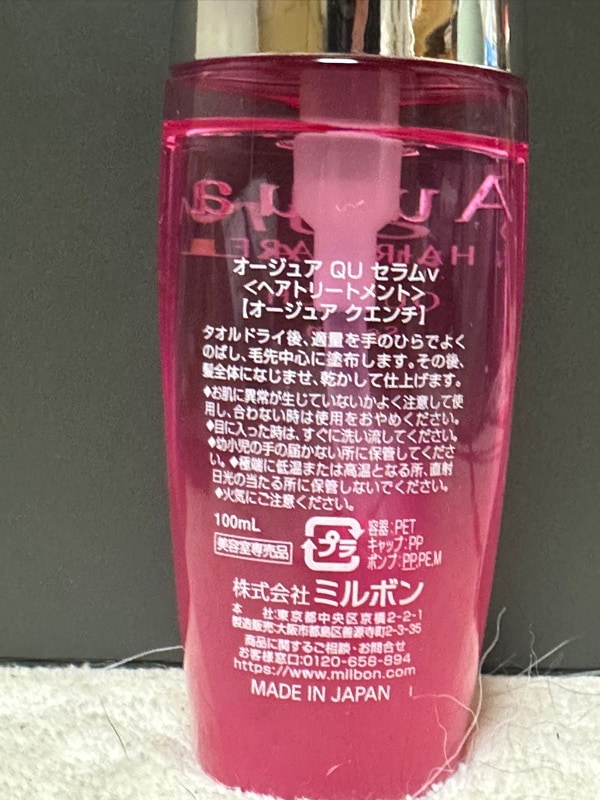 オージュア QU セラムv
<ヘアトリートメント>
【オージュア クエンチ】
タオルドライ後、適量を手のひらでよく
のばし、毛先中心に塗布します。その後、
髪全体になじませ、乾かして仕上げます。
♦お肌に異常が生じていないかよく注意して使
用し、合わない時は使用をおやめください。
♦目に入った時は、すぐに洗い流してください。
♦幼小児の手の届かない所に保管してくださ
い。♦極端に低温または高温となる所、直射
日光の当たる所に保管しないでください。
♦火気にご注意ください。
100mL
美容室専売品
プラ
容器:PET
キャップ:PP
ポンプ:PP,PE,M
株式会社 ミルボン
本 社:東京都中央区京橋2-2-1
製造販売:大阪市都島区善源寺町2-3-35
商品に関するご相談・お問合せ
お客様窓口:0120-658-894
https://www.milbon.com
MADE IN JAPAN